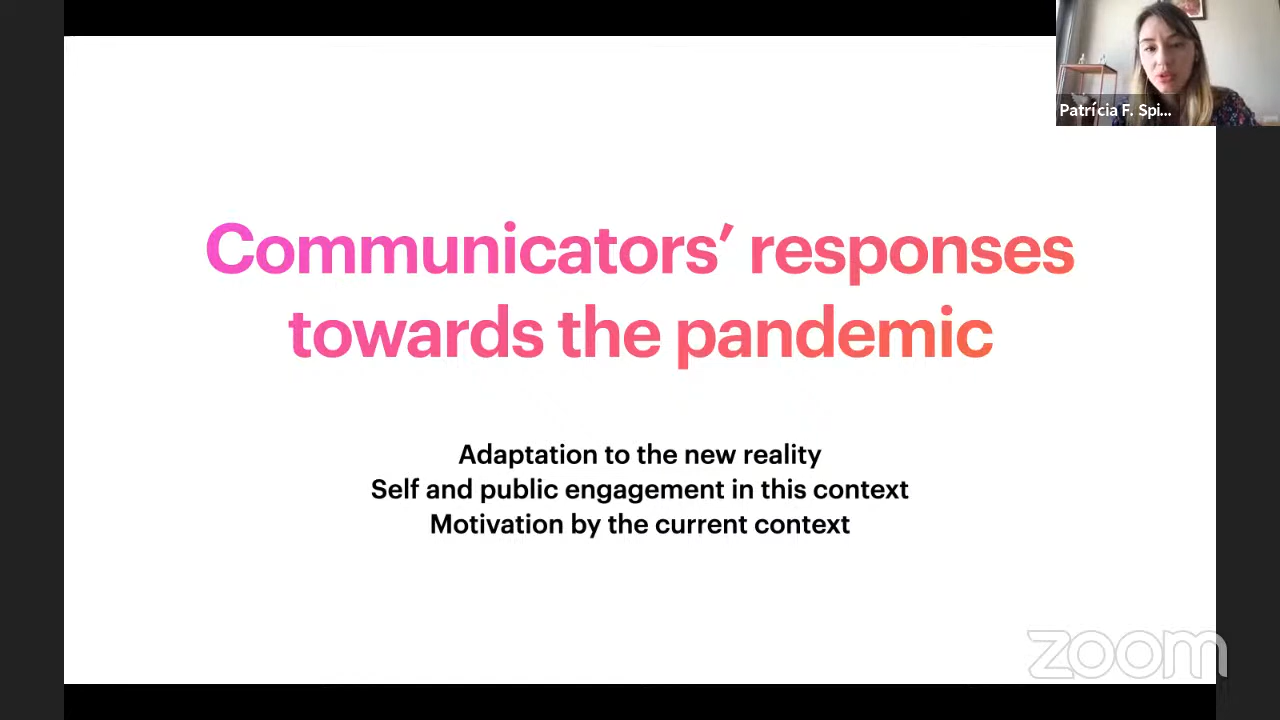 Patrícia F. Spi...
Communicators’ responses
towards the pandemic
Adaptation to the new reality
Self and public engagement in this context
Motivation by the current context
zoom